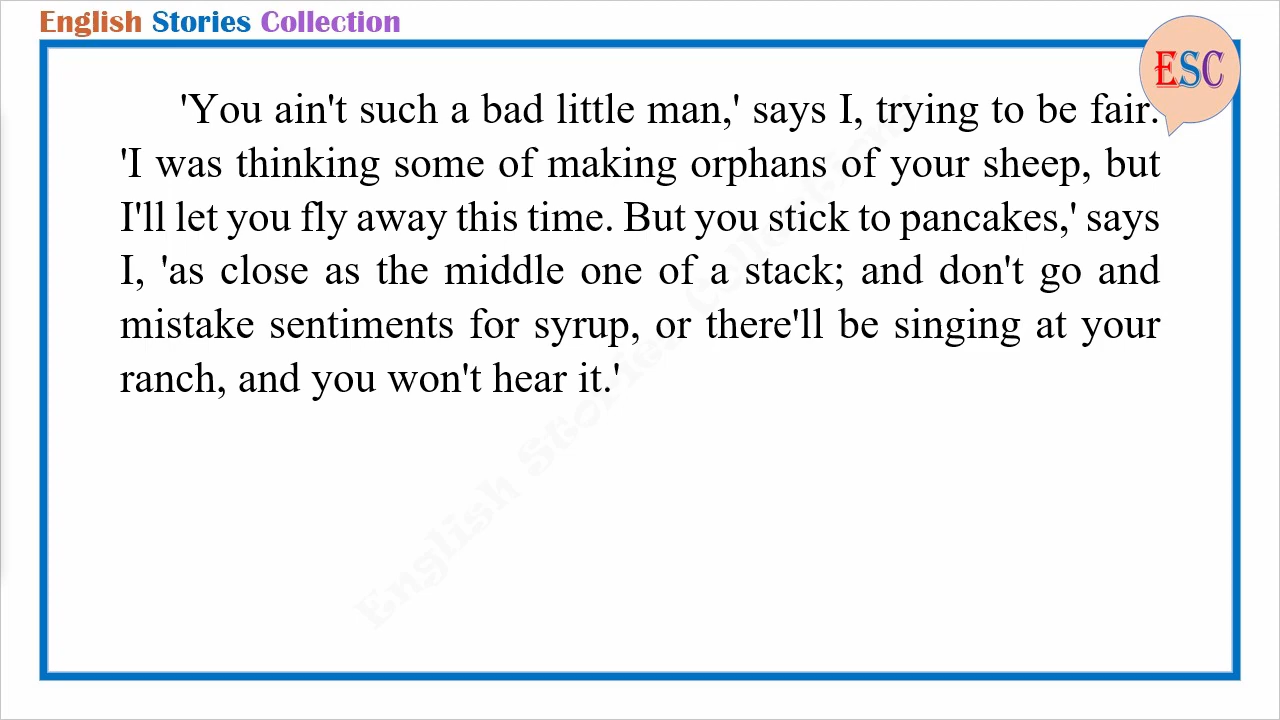 English Stories Collection
ESC
'You ain't such a bad little man,' says I, trying to be fair.
'I was thinking some of making orphans of your sheep, but
I'll let you fly away this time. But you stick to pancakes,' says
I, 'as close as the middle one of a stack; and don't go and
mistake sentiments for syrup, or there'll be singing at your
ranch, and you won't hear it.'
English Stories Collection